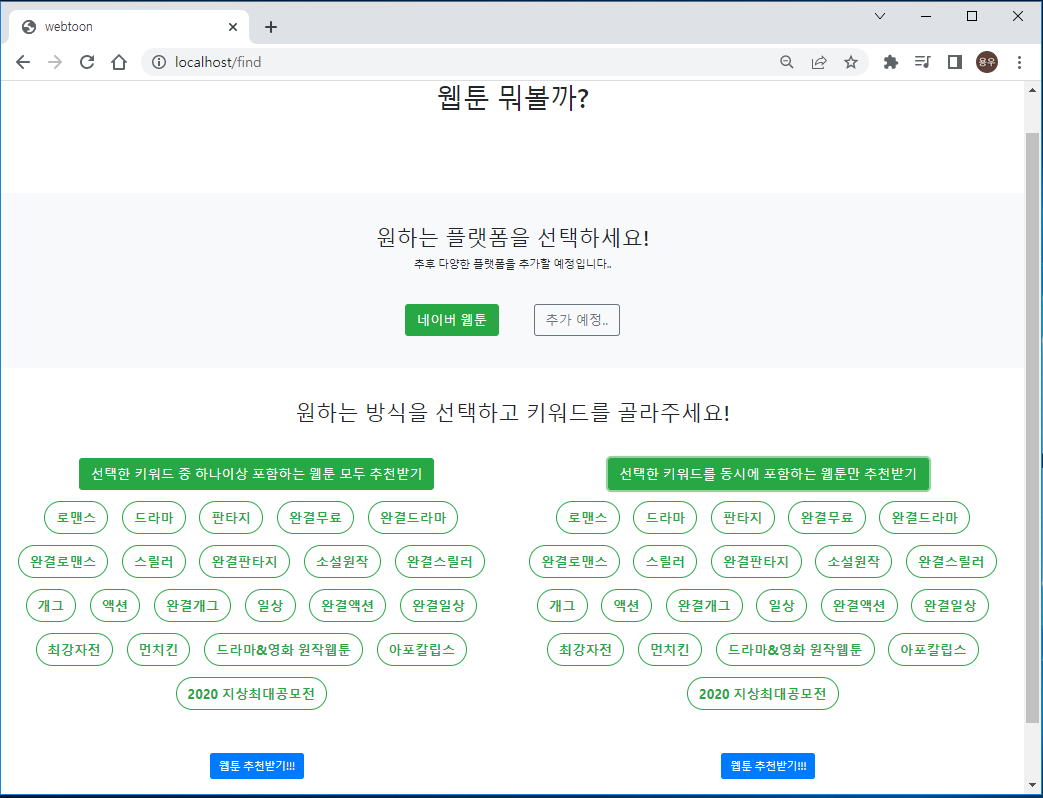 webtoon
localhost/find
용우
웹툰 뭐볼까?
원하는 플랫폼을 선택하세요!
추후 다양한 플랫폼을 추가할 예정입니다..
네이버 웹툰 추가 예정..
원하는 방식을 선택하고 키워드를 골라주세요!
선택한 키워드 중 하나이상 포함하는 웹툰 모두 추천받기
로맨스 드라마 판타지 완결무료 완결드라마
완결로맨스 스릴러 완결판타지 소설원작 완결스릴러
개그 액션 완결개그 일상 완결액션 완결일상
최강자전 먼치킨 드라마&영화 원작웹툰 아포칼립스
2020 지상최대공모전
웹툰 추천받기!!!
선택한 키워드를 동시에 포함하는 웹툰만 추천받기
로맨스 드라마 판타지 완결무료 완결드라마
완결로맨스 스릴러 완결판타지 소설원작 완결스릴러
개그 액션 완결개그 일상 완결액션 완결일상
최강자전 먼치킨 드라마&영화 원작웹툰 아포칼립스
2020 지상최대공모전
웹툰 추천받기!!!